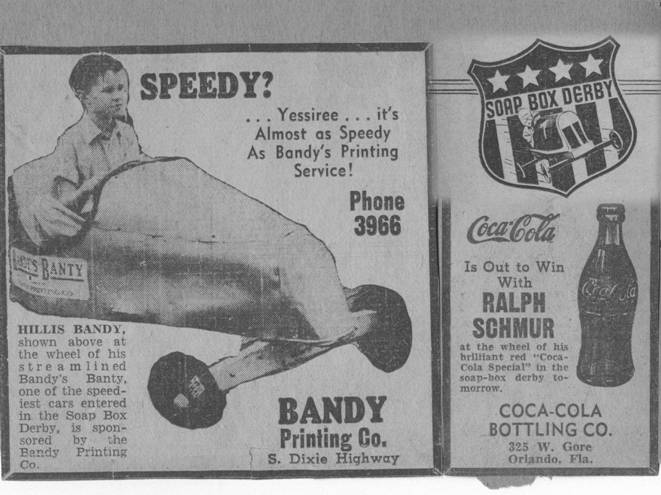 SPEEDY?
. . . Yessiree . . . it's
Almost as Speedy
As Bandy's Printing
Service!
Phone
3966
BANTY
HILLIS BANDY,
shown above at
the wheel of his
streamlined
Bandy's Banty,
one of the speed-
iest cars entered
in the Soap Box
Derby, is spon-
sored by the
Bandy Printing
Co.
BANDY
Printing Co.
S. Dixie Highway
SOAP BOX DERBY
Coca-Cola
Is Out to Win
With
RALPH
SCHMUR
at the wheel of his
brilliant red "Coca-
Cola Special" in the
soap-box derby to-
morrow.
Coca-Cola
COCA-COLA
BOTTLING CO.
325 W. Gore
Orlando, Fla.